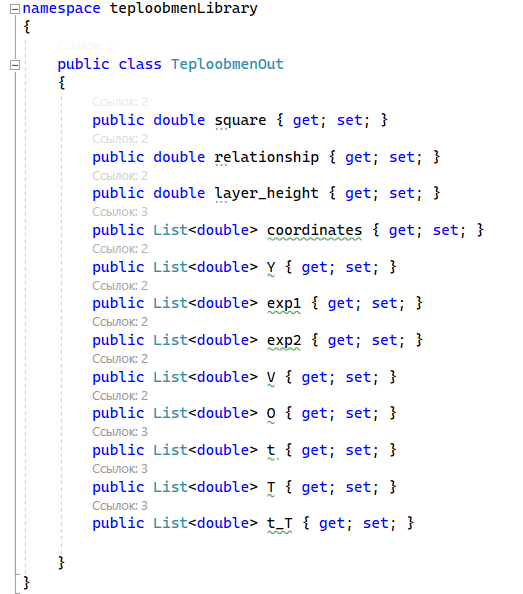 namespace teploobmenLibrary
{
Ссылок: 5
public class TeploobmenOut
{
Ссылок: 2
public double square { get; set; }
Ссылок: 2
public double relationship { get; set; }
Ссылок: 2
public double layer_height { get; set; }
Ссылок: 3
public List<double> coordinates { get; set; }
Ссылок: 2
public List<double> Y { get; set; }
Ссылок: 2
public List<double> exp1 { get; set; }
Ссылок: 2
public List<double> exp2 { get; set; }
Ссылок: 2
public List<double> V { get; set; }
Ссылок: 2
public List<double> O { get; set; }
Ссылок: 3
public List<double> t { get; set; }
Ссылок: 3
public List<double> T { get; set; }
Ссылок: 3
public List<double> t_T { get; set; }
}
}